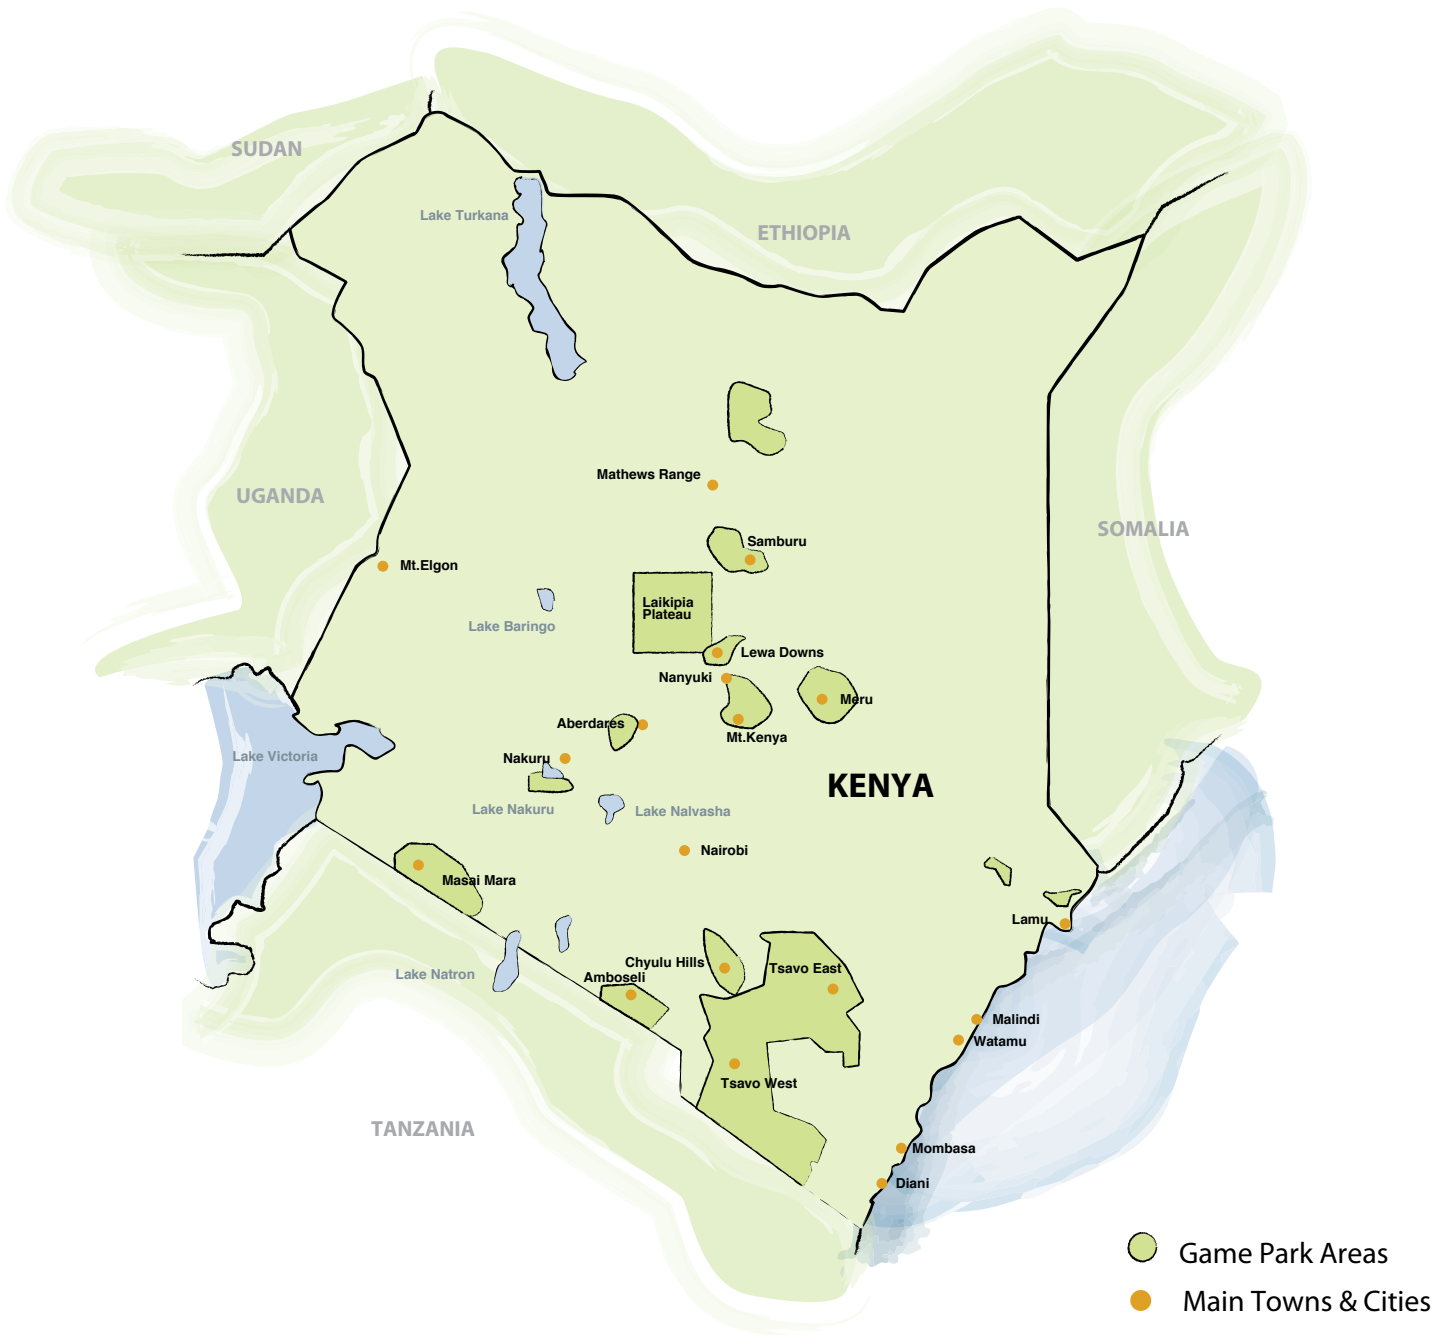 SUDAN
Lake Turkana
ETHIOPIA
Mathews Range
UGANDA
SOMALIA
Samburu
Mt.Elgon
Laikipia
Plateau
Lake Baringo
Lewa Downs
Nanyuki
Meru
Aberdares
Mt.Kenya
Lake Victoria
Nakuru
KENYA
Lake Nakuru
Lake Nalvasha
Nairobi
Masai Mara
Lamu
Chyulu Hills
Tsavo East
Lake Natron
Amboseli
Malindi
Watamu
Tsavo West
TANZANIA
Mombasa
Diani
Game Park Areas
Main Towns & Cities